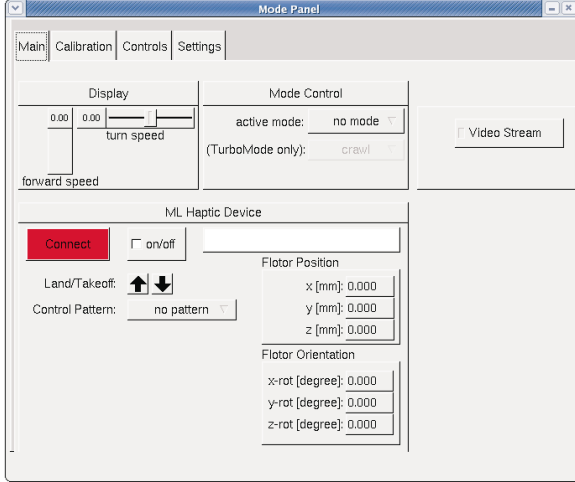 Mode Panel
Main Calibration Controls Settings
Display
0.00 0.00
turn speed
forward speed
Mode Control
active mode: no mode
(TurboMode only): crawl
Video Stream
ML Haptic Device
Connect on/off
Land/Takeoff:
Control Pattern: no pattern
Flotor Position
x [mm]: 0.000
y [mm]: 0.000
z [mm]: 0.000
Flotor Orientation
x-rot [degree]: 0.000
y-rot [degree]: 0.000
z-rot [degree]: 0.000